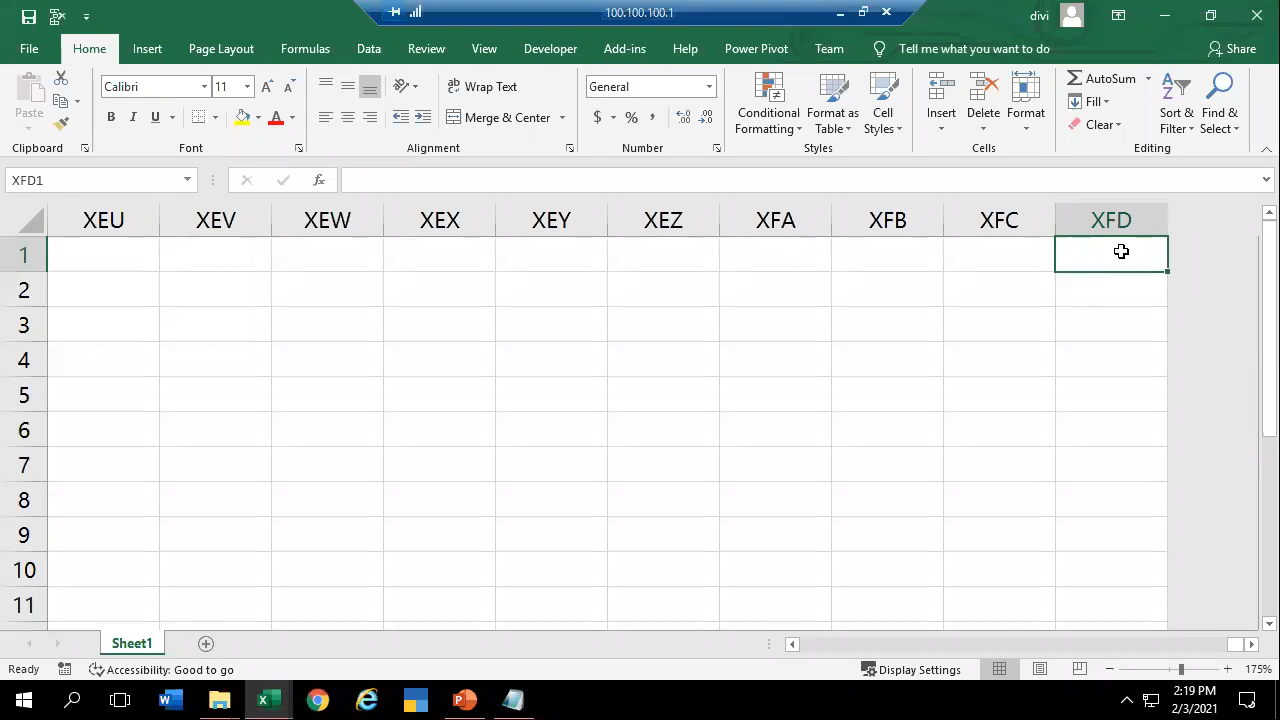 100.100.100.1
divi
File Home Insert Page Layout Formulas Data Review View Developer Add-ins Help Power Pivot Team Tell me what you want to do Share
Paste
Clipboard
Calibri 11 A A
B I U A
Font
ab Wrap Text
Merge & Center
Alignment
General
$ % ,
Number
Conditional Formatting
Format as Table
Cell Styles
Styles
Insert Delete Format
Cells
AutoSum
Fill
Clear
Sort & Filter
Find & Select
Editing
XFD1 fx
XEU XEV XEW XEX XEY XEZ XFA XFB XFC XFD
1
2
3
4
5
6
7
8
9
10
11
Sheet1
Ready Accessibility: Good to go Display Settings 175%
2:19 PM
2/3/2021